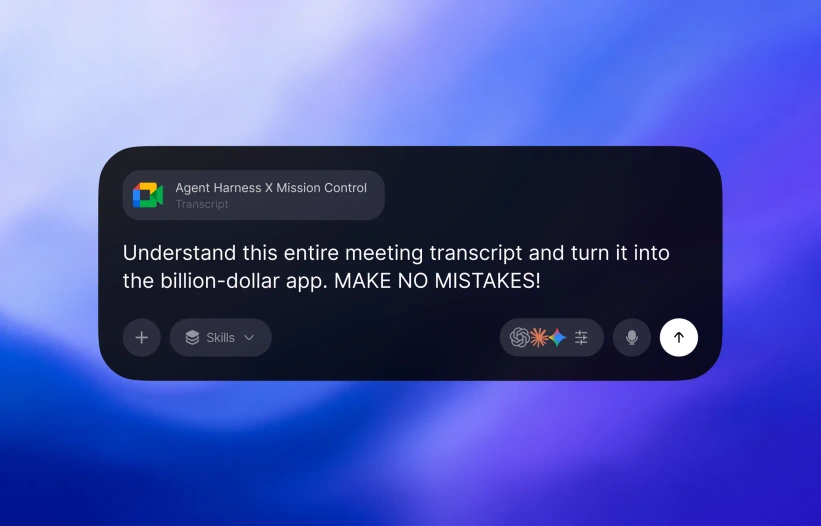 Agent Harness X Mission Control
Transcript
Understand this entire meeting transcript and turn it into
the billion-dollar app. MAKE NO MISTAKES!
Skills